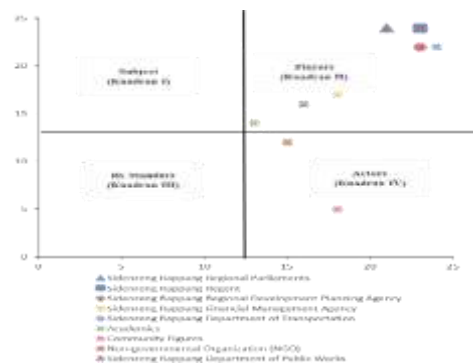 25
20
15
10
5
0
Subject
(Kuadran I)
Players
(Kuadran II)
By Standers
(Kuadran III)
Actors
(Kuadran IV)
0 5 10 15 20 25
Sidenreng Rappang Regional Parliaments
Sidenreng Rappang Regent
Sidenreng Rappang Regional Development Planning Agency
Sidenreng Rappang Financial Management Agency
Sidenreng Rappang Department of Transportation
Academics
Community Figures
Non-governmental Organization (NGO)
Sidenreng Rappang Department of Public Works